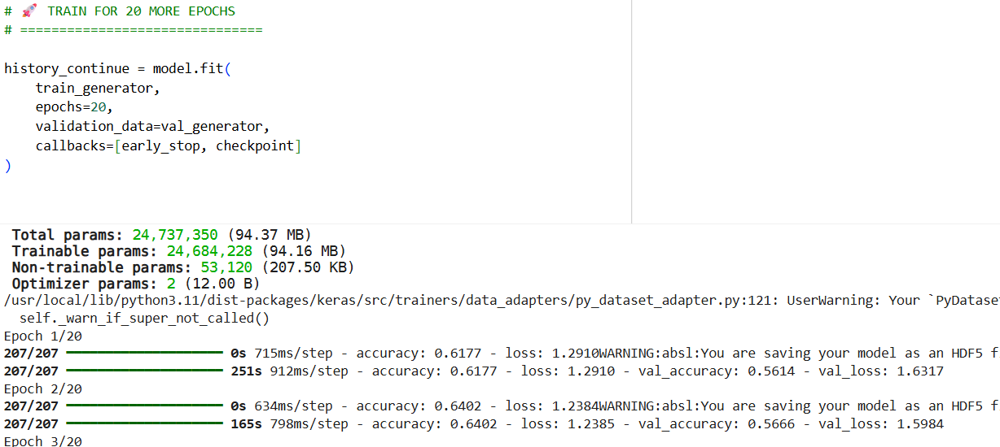 # 🚀 TRAIN FOR 20 MORE EPOCHS
# ===============================
history_continue = model.fit(
    train_generator,
    epochs=20,
    validation_data=val_generator,
    callbacks=[early_stop, checkpoint]
)
Total params: 24,737,350 (94.37 MB)
Trainable params: 24,684,228 (94.16 MB)
Non-trainable params: 53,120 (207.50 KB)
Optimizer params: 2 (12.00 B)
/usr/local/lib/python3.11/dist-packages/keras/src/trainers/data_adapters/py_dataset_adapter.py:121: UserWarning: Your `PyDataset
  self._warn_if_super_not_called()
Epoch 1/20
207/207 ━━━━━━━━━━━━━━━━━━━━ 0s 715ms/step - accuracy: 0.6177 - loss: 1.2910WARNING:absl:You are saving your model as an HDF5 f
207/207 ━━━━━━━━━━━━━━━━━━━━ 251s 912ms/step - accuracy: 0.6177 - loss: 1.2910 - val_accuracy: 0.5614 - val_loss: 1.6317
Epoch 2/20
207/207 ━━━━━━━━━━━━━━━━━━━━ 0s 634ms/step - accuracy: 0.6402 - loss: 1.2384WARNING:absl:You are saving your model as an HDF5 f
207/207 ━━━━━━━━━━━━━━━━━━━━ 165s 798ms/step - accuracy: 0.6402 - loss: 1.2385 - val_accuracy: 0.5666 - val_loss: 1.5984
Epoch 3/20